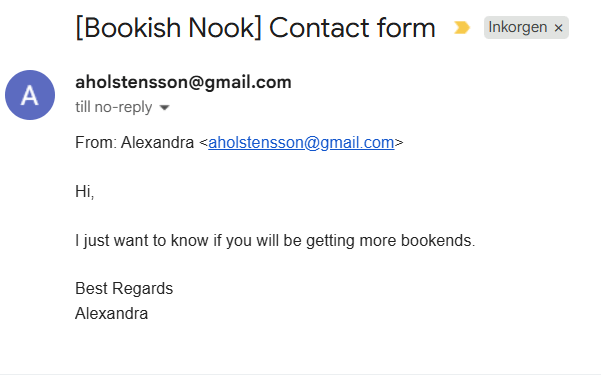 [Bookish Nook] Contact form Inkorgen ×
A
aholstensson@gmail.com
till no-reply
From: Alexandra <aholstensson@gmail.com>
Hi,
I just want to know if you will be getting more bookends.
Best Regards
Alexandra